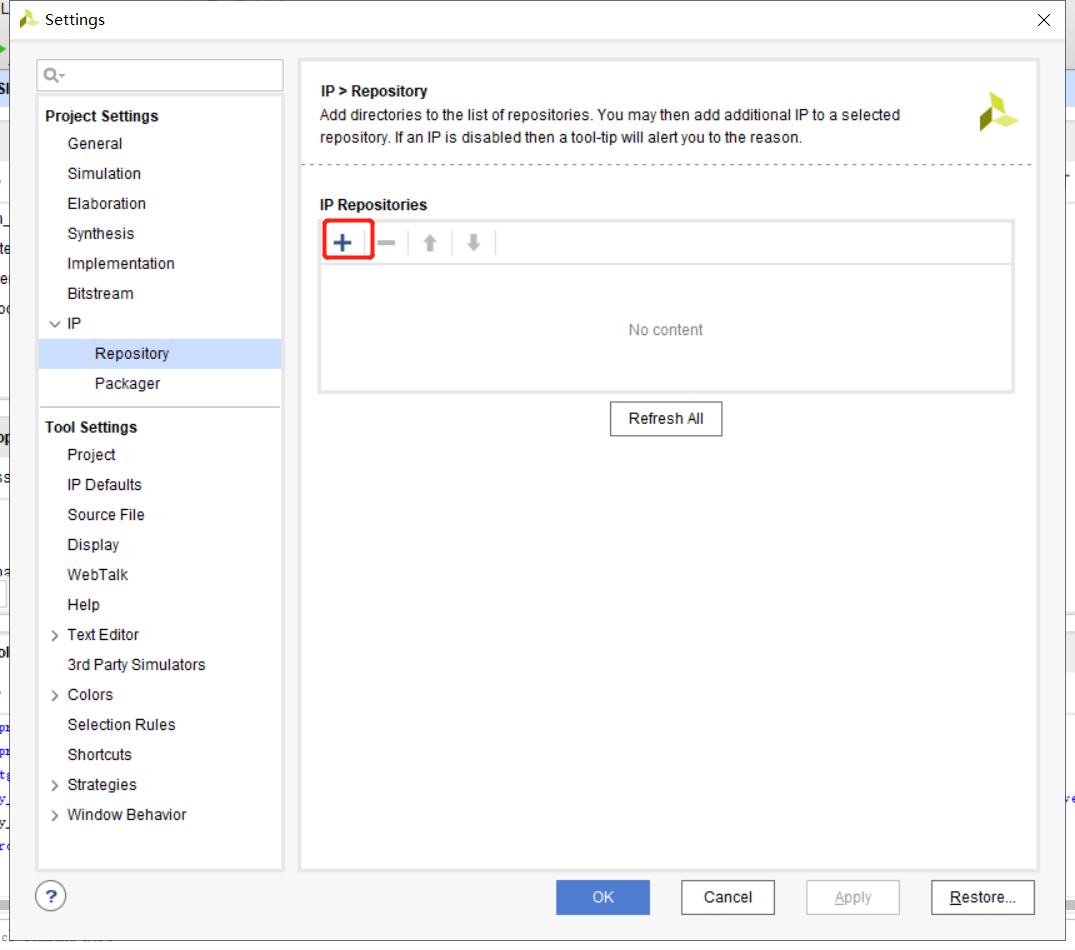 Settings
Project Settings
General
Simulation
Elaboration
Synthesis
Implementation
Bitstream
IP
Repository
Packager
Tool Settings
Project
IP Defaults
Source File
Display
WebTalk
Help
Text Editor
3rd Party Simulators
Colors
Selection Rules
Shortcuts
Strategies
Window Behavior
IP > Repository
Add directories to the list of repositories. You may then add additional IP to a selected
repository. If an IP is disabled then a tool-tip will alert you to the reason.
IP Repositories
No content
Refresh All
?
OK
Cancel
Apply
Restore...